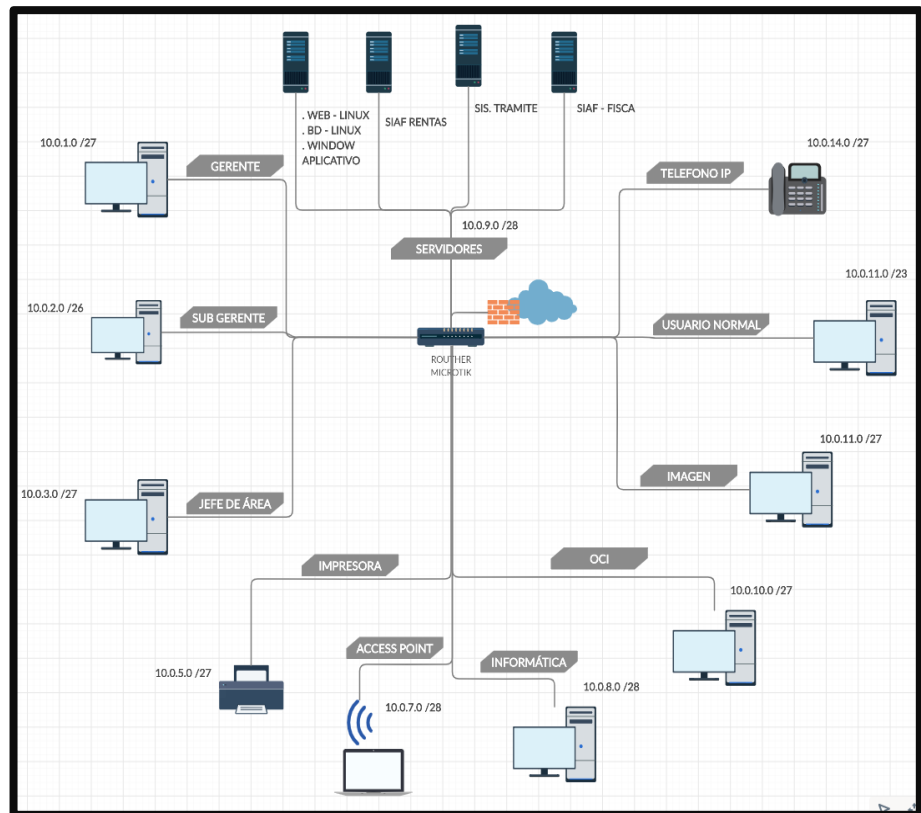 . WEB - LINUX
. BD - LINUX
. WINDOW
APLICATIVO
SIAF RENTAS
SIS. TRAMITE
SIAF - FISCA
10.0.1.0 /27
GERENTE
10.0.14.0 /27
TELEFONO IP
10.0.9.0 /28
SERVIDORES
10.0.2.0 /26
SUB GERENTE
10.0.11.0 /23
USUARIO NORMAL
ROUTHER
MICROTIK
10.0.3.0 /27
JEFE DE ÁREA
10.0.11.0 /27
IMAGEN
IMPRESORA
10.0.5.0 /27
ACCESS POINT
10.0.7.0 /28
INFORMÁTICA
10.0.8.0 /28
OCI
10.0.10.0 /27